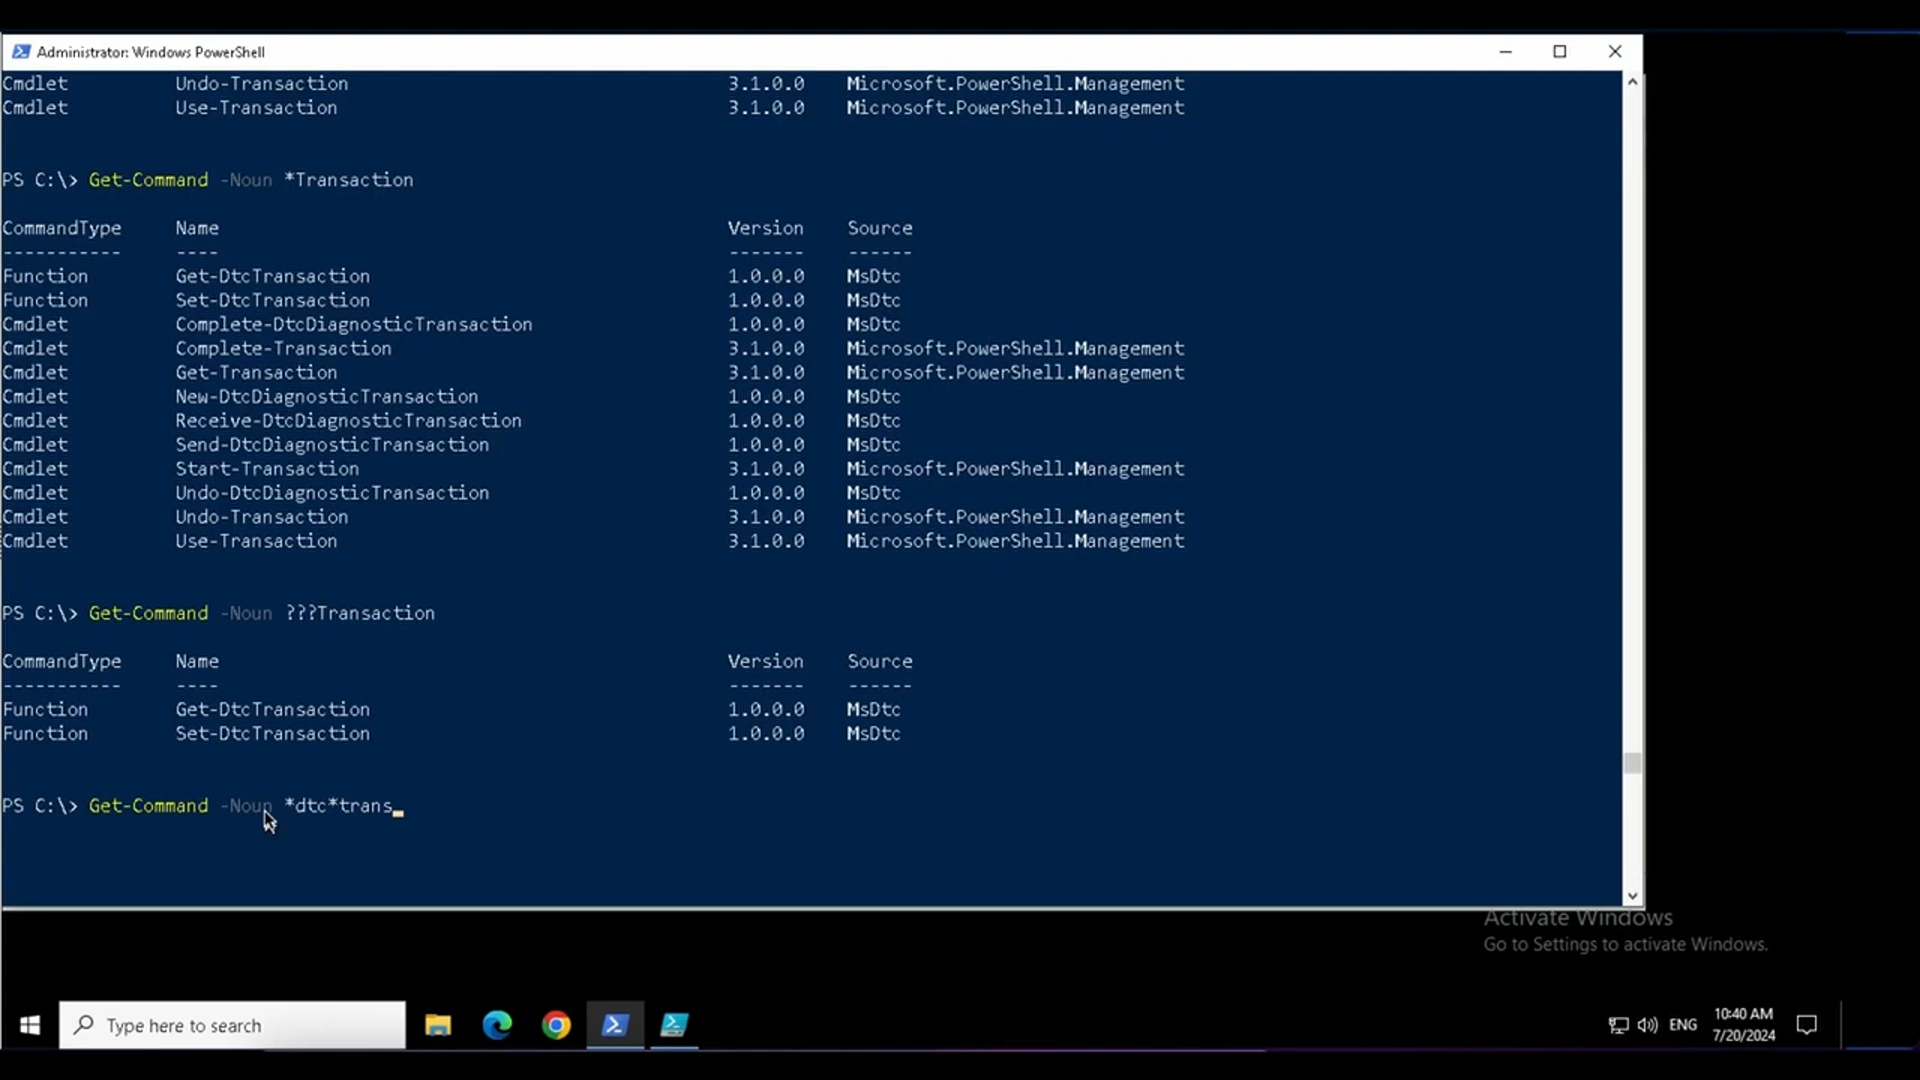 Administrator: Windows PowerShell
Cmdlet Undo-Transaction 3.1.0.0 Microsoft.PowerShell.Management
Cmdlet Use-Transaction 3.1.0.0 Microsoft.PowerShell.Management
PS C:\> Get-Command -Noun *Transaction
CommandType Name Version Source
----------- ---- ------- ------
Function Get-DtcTransaction 1.0.0.0 MsDtc
Function Set-DtcTransaction 1.0.0.0 MsDtc
Cmdlet Complete-DtcDiagnosticTransaction 1.0.0.0 MsDtc
Cmdlet Complete-Transaction 3.1.0.0 Microsoft.PowerShell.Management
Cmdlet Get-Transaction 3.1.0.0 Microsoft.PowerShell.Management
Cmdlet New-DtcDiagnosticTransaction 1.0.0.0 MsDtc
Cmdlet Receive-DtcDiagnosticTransaction 1.0.0.0 MsDtc
Cmdlet Send-DtcDiagnosticTransaction 1.0.0.0 MsDtc
Cmdlet Start-Transaction 3.1.0.0 Microsoft.PowerShell.Management
Cmdlet Undo-DtcDiagnosticTransaction 1.0.0.0 MsDtc
Cmdlet Undo-Transaction 3.1.0.0 Microsoft.PowerShell.Management
Cmdlet Use-Transaction 3.1.0.0 Microsoft.PowerShell.Management
PS C:\> Get-Command -Noun ???Transaction
CommandType Name Version Source
----------- ---- ------- ------
Function Get-DtcTransaction 1.0.0.0 MsDtc
Function Set-DtcTransaction 1.0.0.0 MsDtc
PS C:\> Get-Command -Noun *dtc*trans
Activate Windows
Go to Settings to activate Windows.
Type here to search
ENG
10:40 AM
7/20/2024